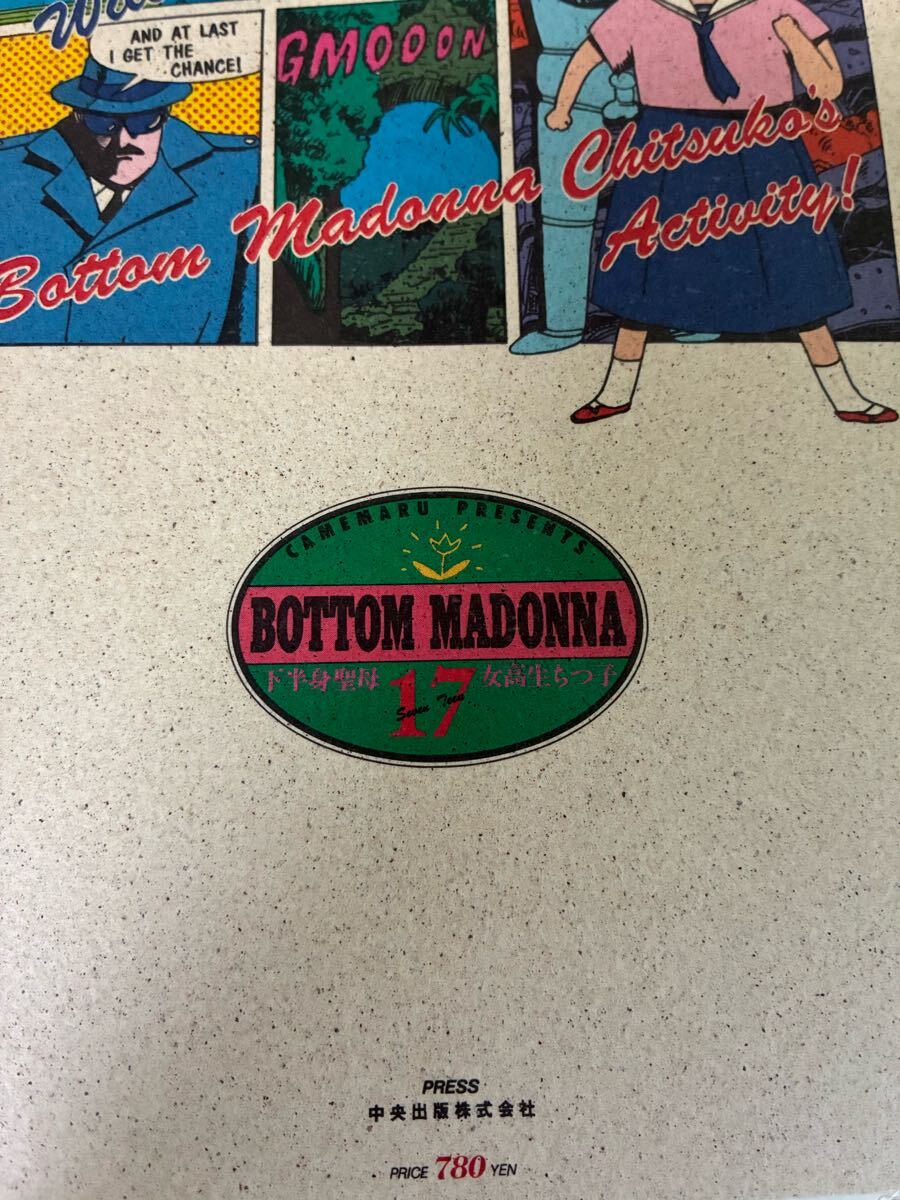 AND AT LAST
I GET THE
CHANCE!
GMOOON
Bottom Madonna Chitsuko's
Activity!
CAMEMARU PRESENTS
BOTTOM MADONNA
下半身聖母 17 女高生ちつ子
Seven Teen
PRESS
中央出版株式会社
PRICE 780 YEN